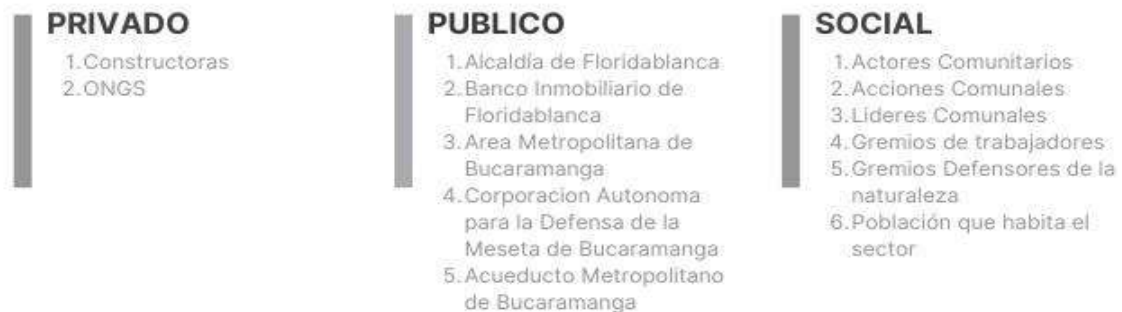 PRIVADO
1.Constructoras
2.ONGS
PUBLICO
1.Alcaldía de Floridablanca
2.Banco Inmobiliario de
Floridablanca
3.Area Metropolitana de
Bucaramanga
4.Corporacion Autonoma
para la Defensa de la
Meseta de Bucaramanga
5.Acueducto Metropolitano
de Bucaramanga
SOCIAL
1.Actores Comunitarios
2.Acciones Comunales
3.Lideres Comunales
4.Gremios de trabajadores
5.Gremios Defensores de la
naturaleza
6.Población que habita el
sector